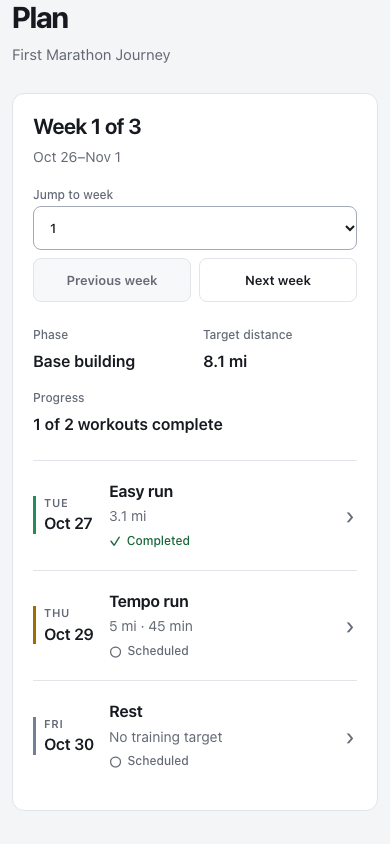 Plan
First Marathon Journey
Week 1 of 3
Oct 26–Nov 1
Jump to week
1
Previous week
Next week
Phase
Target distance
Base building
8.1 mi
Progress
1 of 2 workouts complete
TUE
Oct 27
Easy run
3.1 mi
Completed
THU
Oct 29
Tempo run
5 mi · 45 min
Scheduled
FRI
Oct 30
Rest
No training target
Scheduled